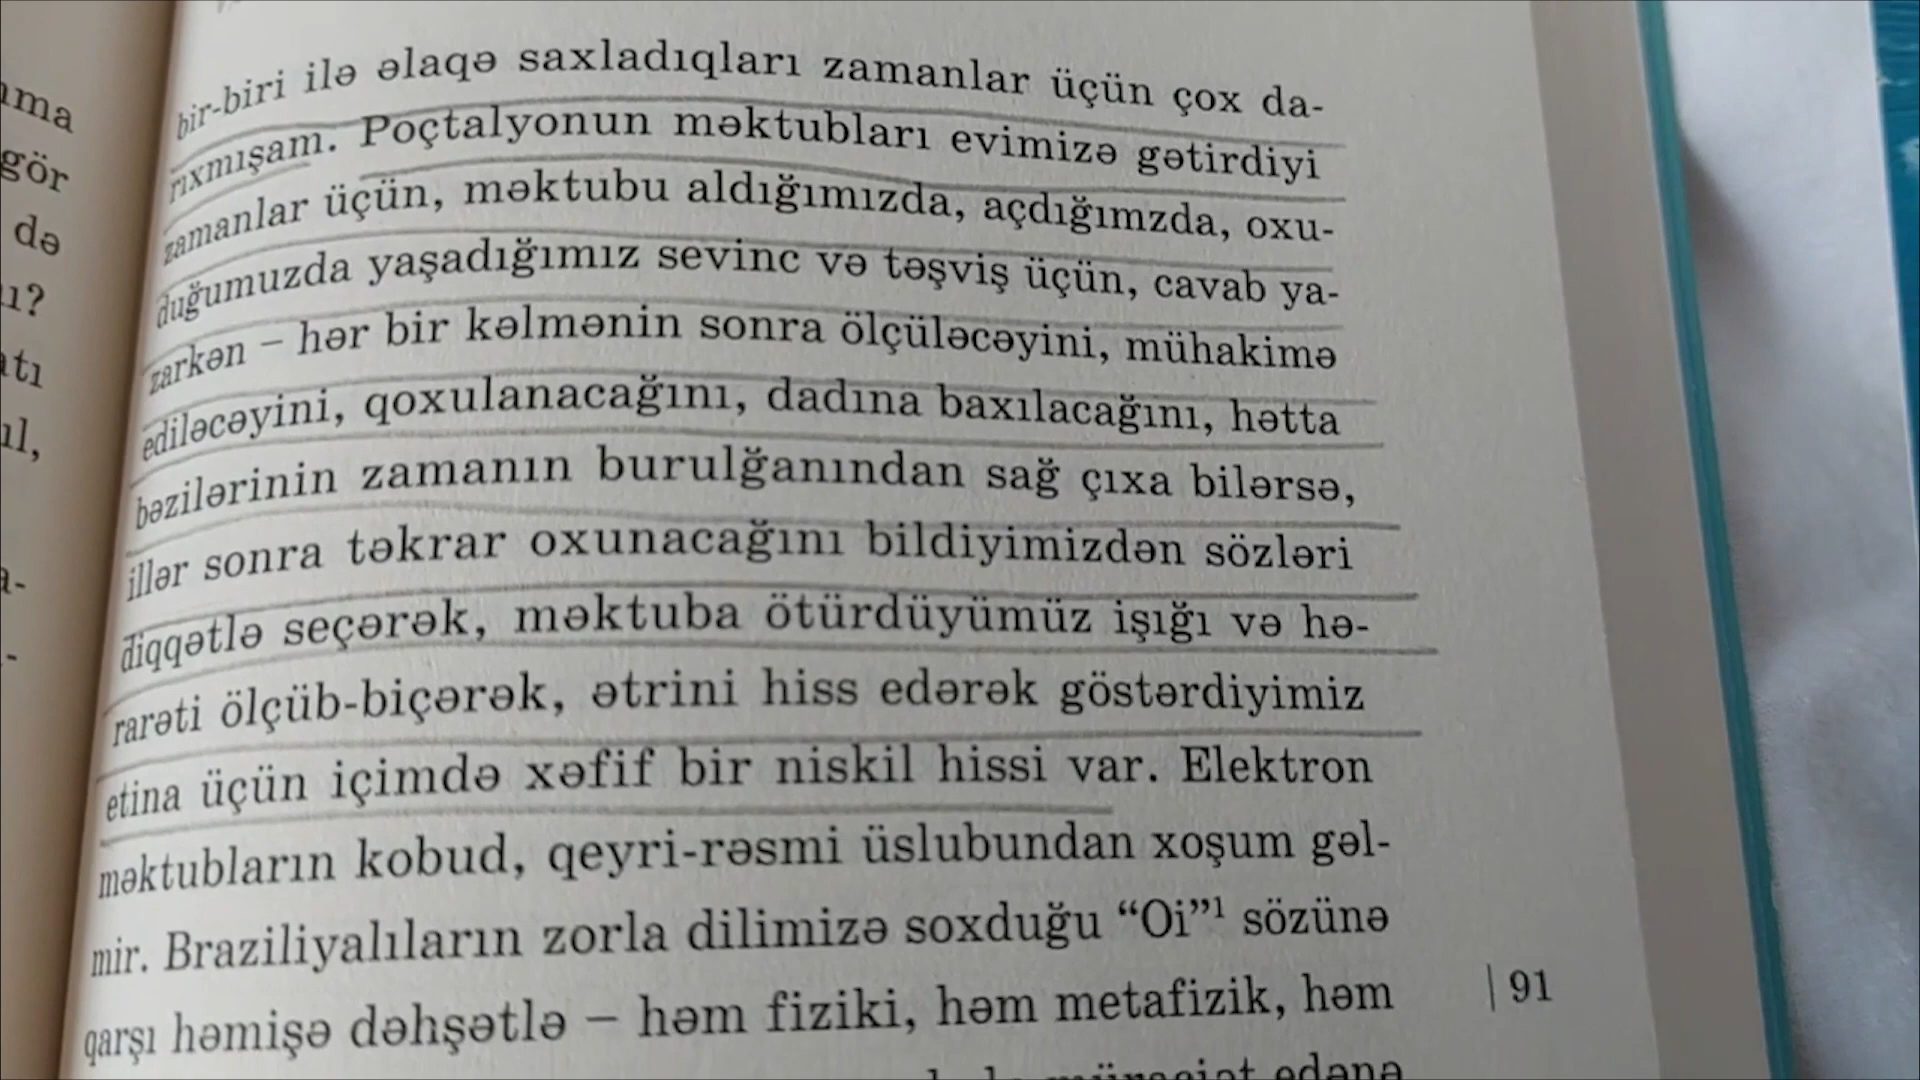 ma
gör
də
ı?
atı
ıl,
a-
-
bir-biri ilə əlaqə saxladıqları zamanlar üçün çox da-
rıxmışam. Poçtalyonun məktubları evimizə gətirdiyi
zamanlar üçün, məktubu aldığımızda, açdığımzda, oxu-
duğumuzda yaşadığımız sevinc və təşviş üçün, cavab ya-
zarkən – hər bir kəlmənin sonra ölçüləcəyini, mühakimə
ediləcəyini, qoxulanacağını, dadına baxılacağını, hətta
bəzilərinin zamanın burulğanından sağ çıxa bilərsə,
illər sonra təkrar oxunacağını bildiyimizdən sözləri
diqqətlə seçərək, məktuba ötürdüyümüz işığı və hə-
rarəti ölçüb-biçərək, ətrini hiss edərək göstərdiyimiz
etina üçün içimdə xəfif bir niskil hissi var. Elektron
məktubların kobud, qeyri-rəsmi üslubundan xoşum gəl-
mir. Braziliyalıların zorla dilimizə soxduğu “Oi”¹ sözünə
qarşı həmişə dəhşətlə – həm fiziki, həm metafizik, həm
müraciət edənə
| 91